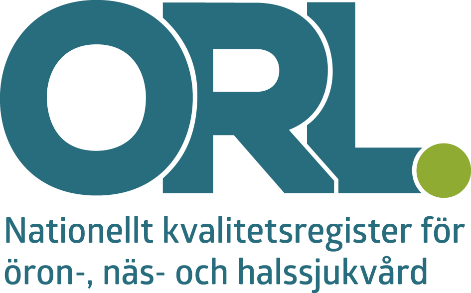 ORL.
Nationellt kvalitetsregister för
öron-, näs- och halssjukvård